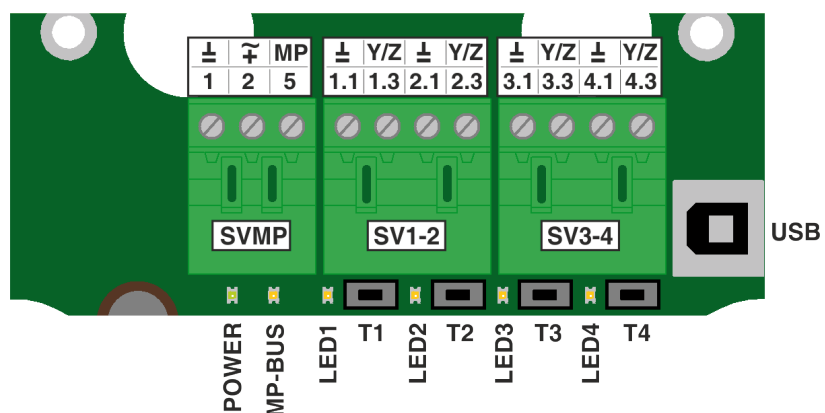 ⏊ ≂ MP
1 2 5
⏊ Y/Z ⏊ Y/Z
1.1 1.3 2.1 2.3
⏊ Y/Z ⏊ Y/Z
3.1 3.3 4.1 4.3
SVMP SV1-2 SV3-4
USB
POWER MP-BUS LED1 T1 LED2 T2 LED3 T3 LED4 T4